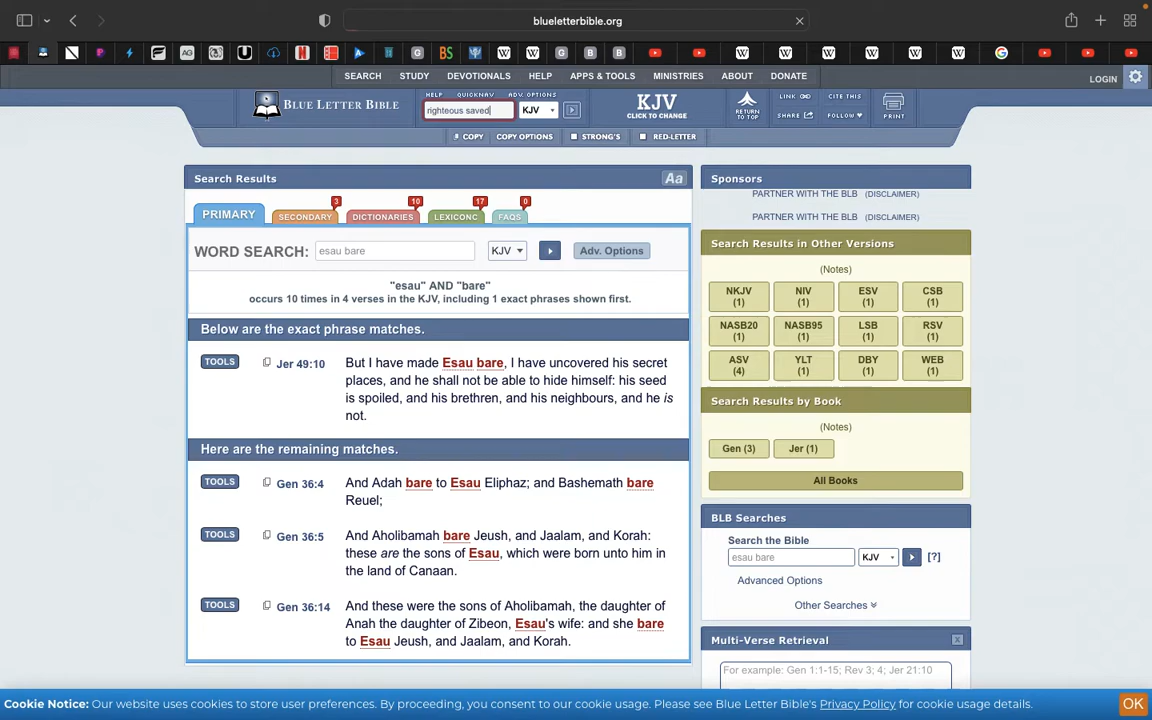 blueletterbible.org
SEARCH STUDY DEVOTIONALS HELP APPS & TOOLS MINISTRIES ABOUT DONATE
LOGIN
HELP QUICKNAV ADV. OPTIONS
BLUE LETTER BIBLE
righteous saved
KJV
KJV
CLICK TO CHANGE
RETURN
TO TOP
LINK
CITE THIS
SHARE
FOLLOW
PRINT
COPY COPY OPTIONS STRONG'S RED-LETTER
Search Results
Aa
PRIMARY
SECONDARY 3
DICTIONARIES 10
LEXICONC 17
FAQS 0
WORD SEARCH: esau bare KJV Adv. Options
"esau" AND "bare"
occurs 10 times in 4 verses in the KJV, including 1 exact phrases shown first.
Below are the exact phrase matches.
TOOLS Jer 49:10 But I have made Esau bare, I have uncovered his secret
places, and he shall not be able to hide himself: his seed
is spoiled, and his brethren, and his neighbours, and he is
not.
Here are the remaining matches.
TOOLS Gen 36:4 And Adah bare to Esau Eliphaz; and Bashemath bare
Reuel;
TOOLS Gen 36:5 And Aholibamah bare Jeush, and Jaalam, and Korah:
these are the sons of Esau, which were born unto him in
the land of Canaan.
TOOLS Gen 36:14 And these were the sons of Aholibamah, the daughter of
Anah the daughter of Zibeon, Esau's wife: and she bare
to Esau Jeush, and Jaalam, and Korah.
Sponsors
PARTNER WITH THE BLB (DISCLAIMER)
PARTNER WITH THE BLB (DISCLAIMER)
Search Results in Other Versions
(Notes)
NKJV NIV ESV CSB
(1) (1) (1) (1)
NASB20 NASB95 LSB RSV
(1) (1) (1) (1)
ASV YLT DBY WEB
(4) (1) (1) (1)
Search Results by Book
(Notes)
Gen (3) Jer (1)
All Books
BLB Searches
Search the Bible
esau bare KJV [?]
Advanced Options
Other Searches
Multi-Verse Retrieval
x
For example: Gen 1:1-15; Rev 3; 4; Jer 21:10
Cookie Notice: Our website uses cookies to store user preferences. By proceeding, you consent to our cookie usage. Please see Blue Letter Bible's Privacy Policy for cookie usage details. OK